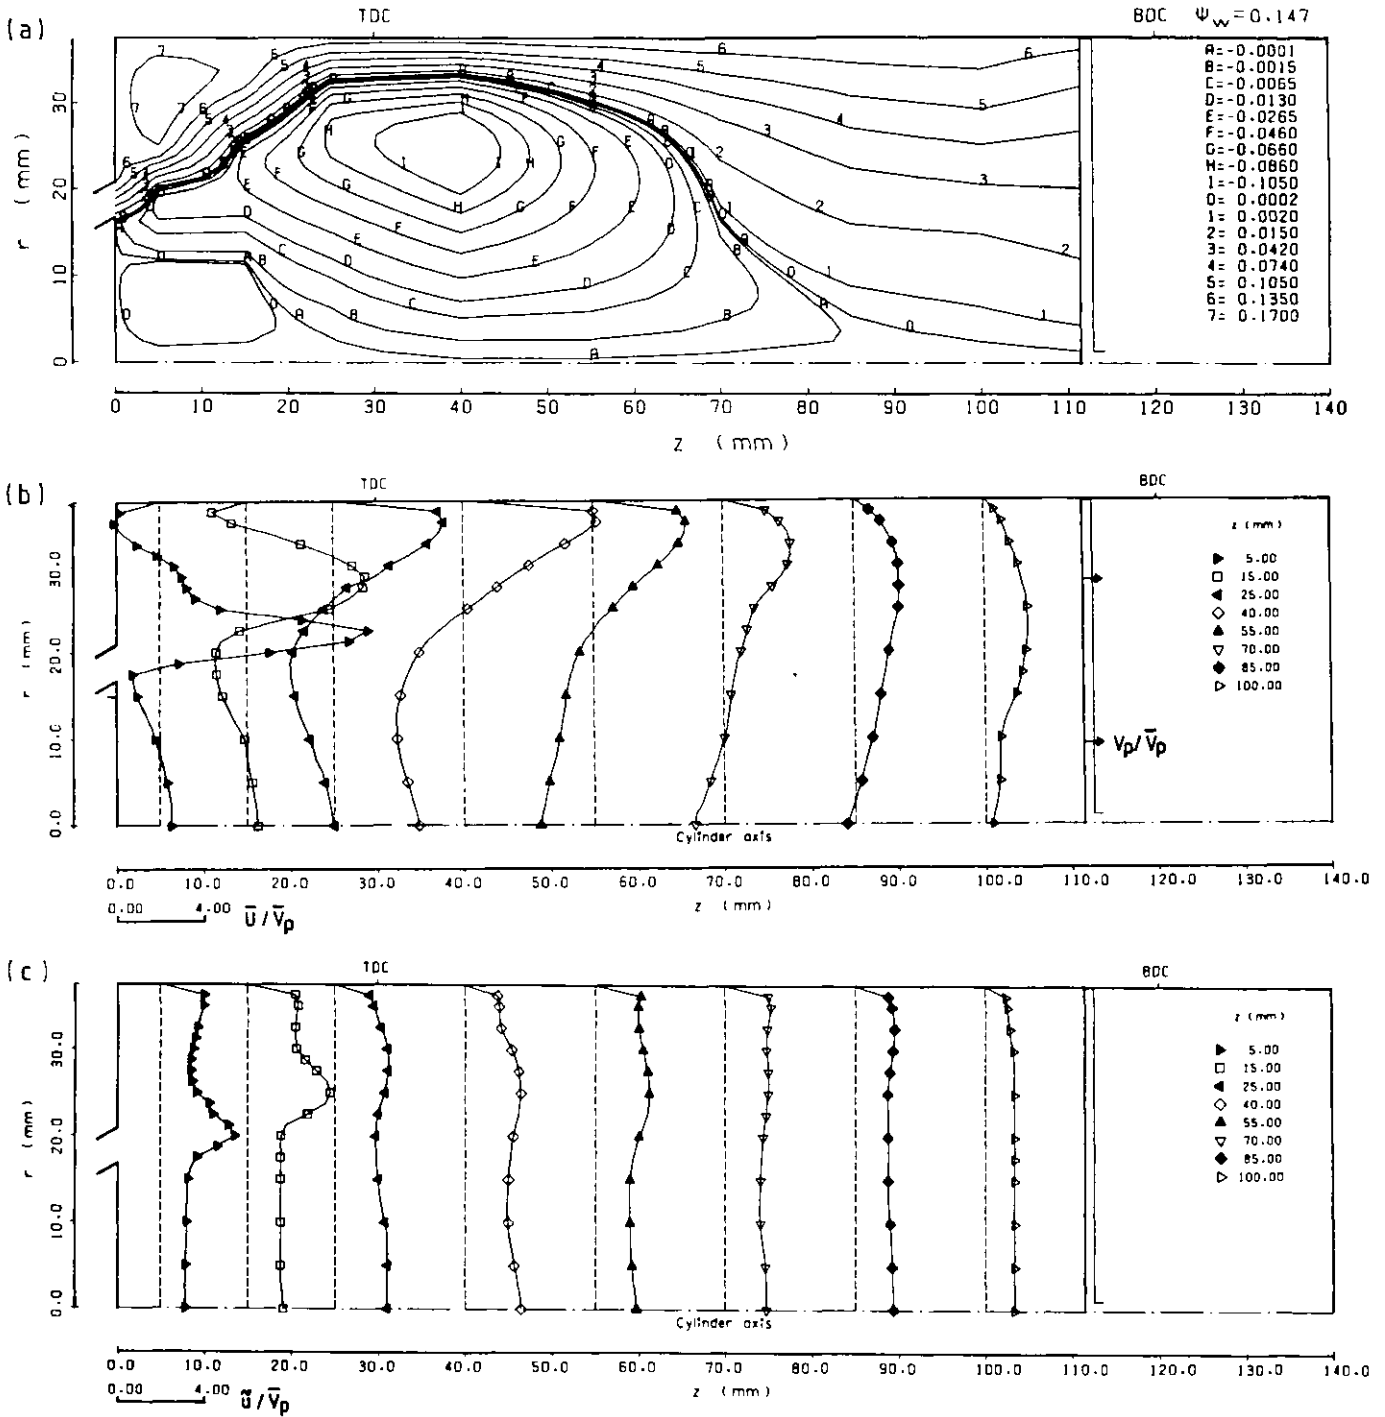 (a)
TDC
BDC Ψw=0.147
A=-0.0001
B=-0.0015
C=-0.0065
D=-0.0130
E=-0.0265
F=-0.0460
G=-0.0660
H=-0.0860
I=-0.1050
0= 0.0002
1= 0.0020
2= 0.0150
3= 0.0420
4= 0.0740
5= 0.1050
6= 0.1350
7= 0.1700
r (mm)
30
20
10
0
0 10 20 30 40 50 60 70 80 90 100 110 120 130 140
z (mm)
(b)
TDC
BDC
z (mm)
5.00
15.00
25.00
40.00
55.00
70.00
85.00
100.00
Vp/V̄p
r (mm)
30.0
20.0
10.0
0.0
Cylinder axis
0.0 10.0 20.0 30.0 40.0 50.0 60.0 70.0 80.0 90.0 100.0 110.0 120.0 130.0 140.0
z (mm)
0.00 4.00 Ū/V̄p
(c)
TDC
BDC
z (mm)
5.00
15.00
25.00
40.00
55.00
70.00
85.00
100.00
r (mm)
30.0
20.0
10.0
0.0
Cylinder axis
0.0 10.0 20.0 30.0 40.0 50.0 60.0 70.0 80.0 90.0 100.0 110.0 120.0 130.0 140.0
z (mm)
0.00 4.00 ũ/V̄p